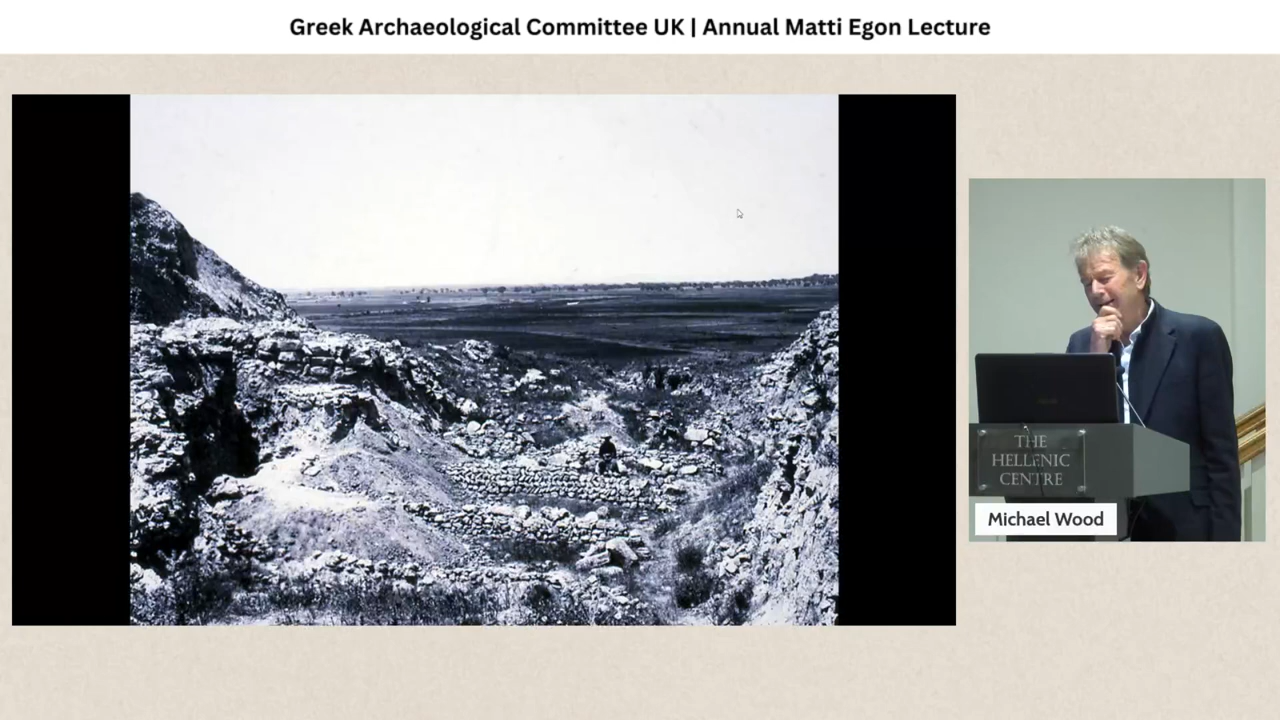 Greek Archaeological Committee UK | Annual Matti Egon Lecture
THE
HELLENIC
CENTRE
Michael Wood